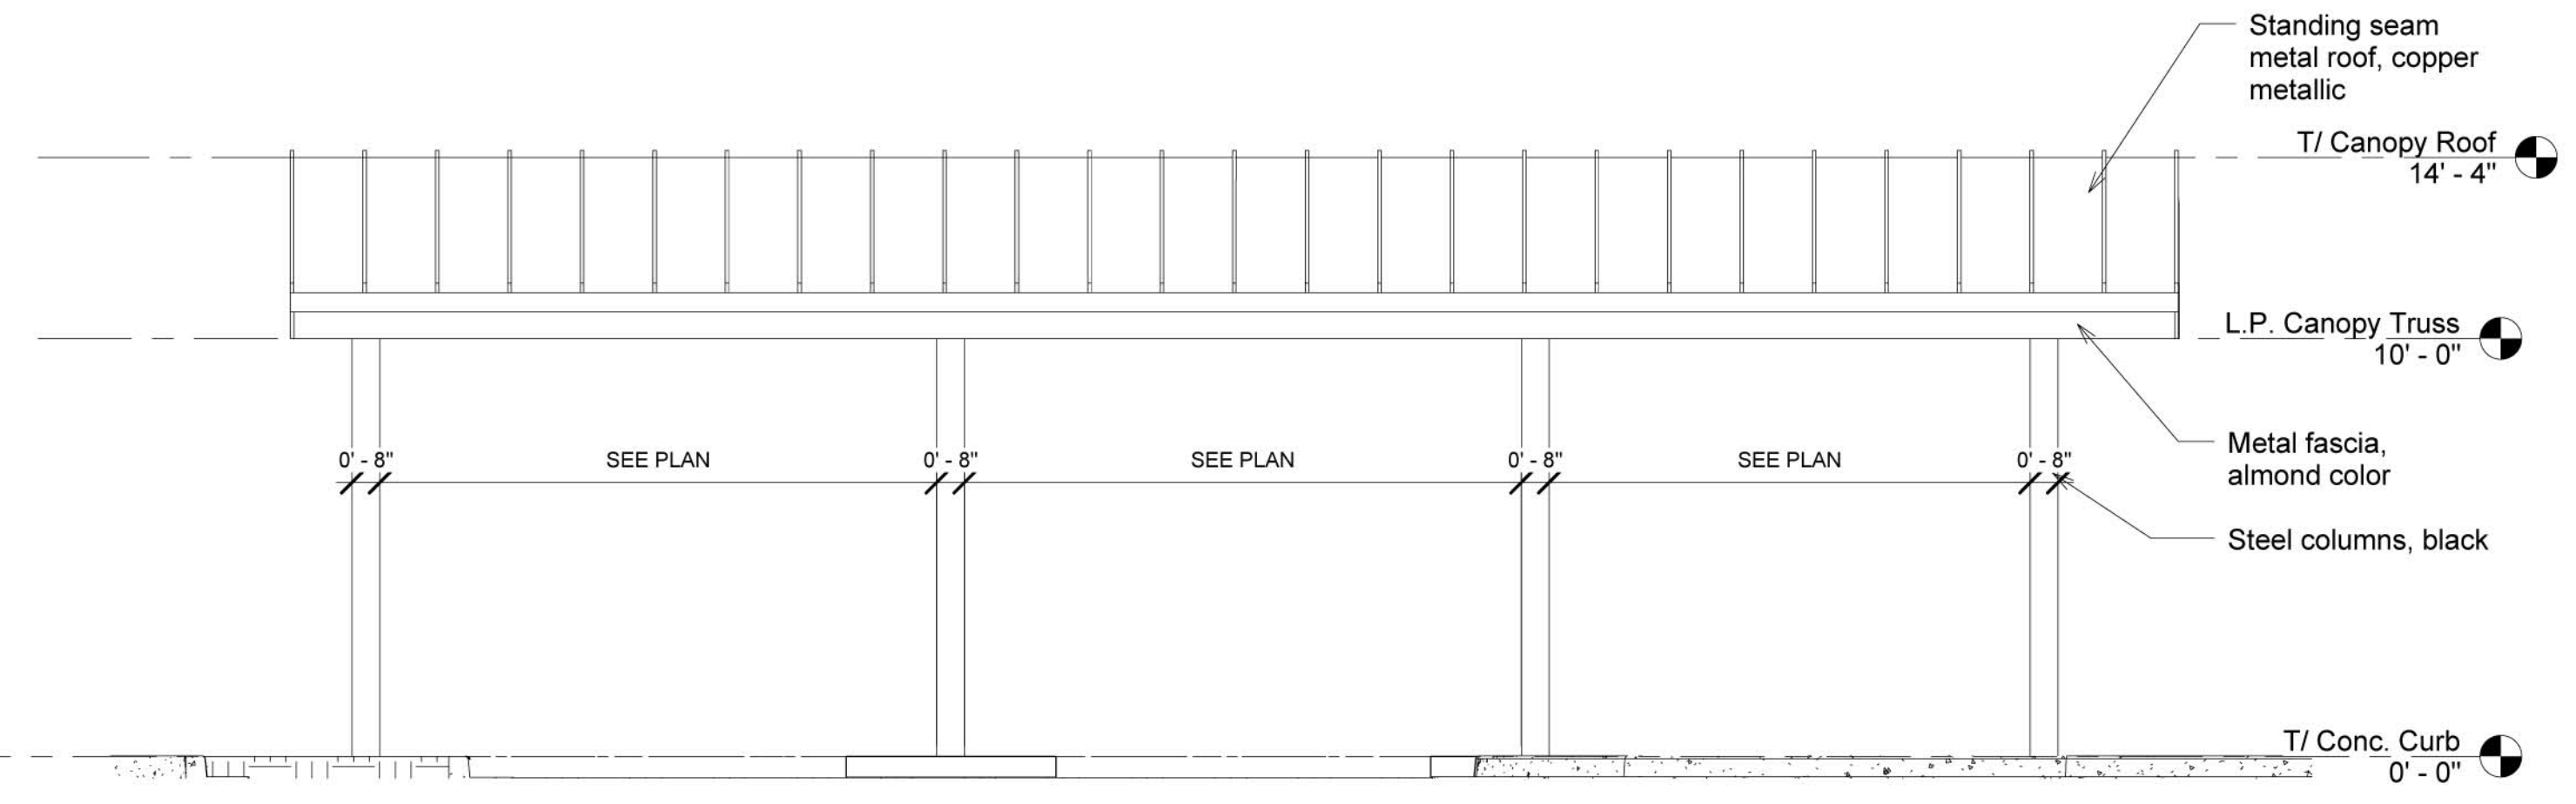 Standing seam
metal roof, copper
metallic
T/ Canopy Roof
14' - 4"
L.P. Canopy Truss
10' - 0"
Metal fascia,
almond color
0' - 8" SEE PLAN 0' - 8" SEE PLAN 0' - 8" SEE PLAN 0' - 8"
Steel columns, black
T/ Conc. Curb
0' - 0"